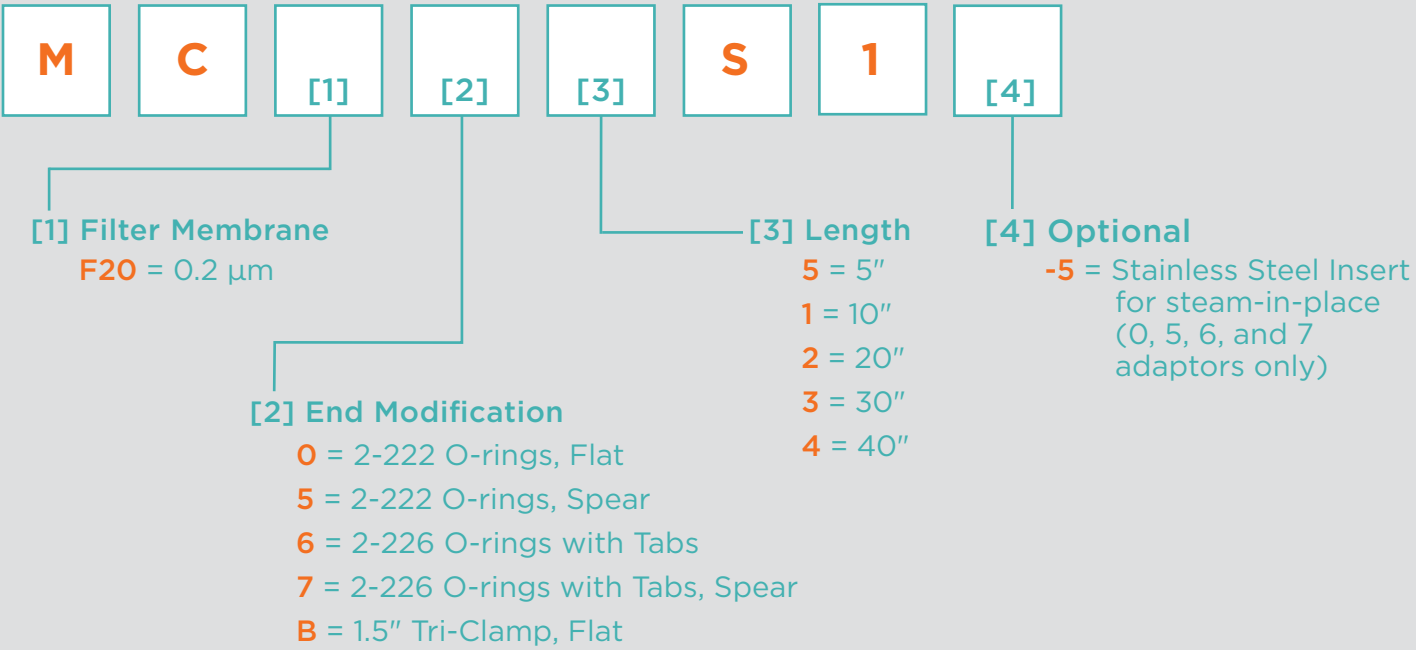 M C [1] [2] [3] S 1 [4]
[1] Filter Membrane
F20 = 0.2 µm
[2] End Modification
0 = 2-222 O-rings, Flat
5 = 2-222 O-rings, Spear
6 = 2-226 O-rings with Tabs
7 = 2-226 O-rings with Tabs, Spear
B = 1.5" Tri-Clamp, Flat
[3] Length
5 = 5"
1 = 10"
2 = 20"
3 = 30"
4 = 40"
[4] Optional
-5 = Stainless Steel Insert
for steam-in-place
(0, 5, 6, and 7
adaptors only)